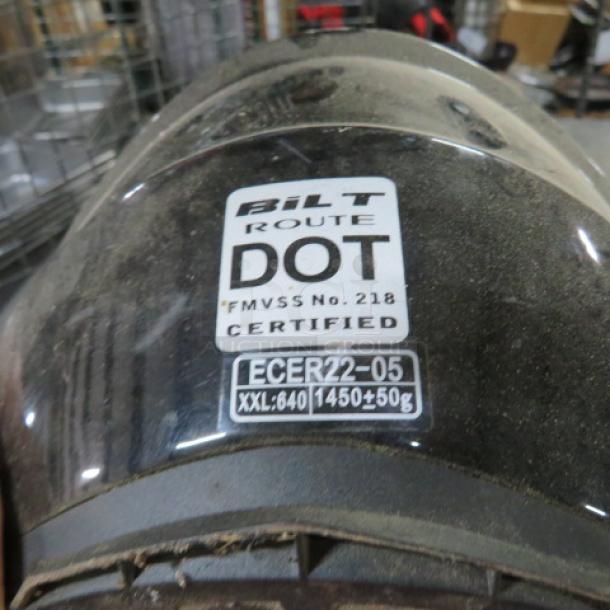 BiLT
ROUTE
DOT
FMVSS No. 218
CERTIFIED
ECER22-05
XXL:640 1450±50g